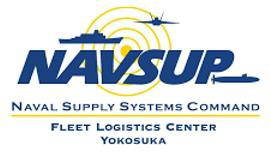 NAVSUP
NAVAL SUPPLY SYSTEMS COMMAND
FLEET LOGISTICS CENTER
YOKOSUKA